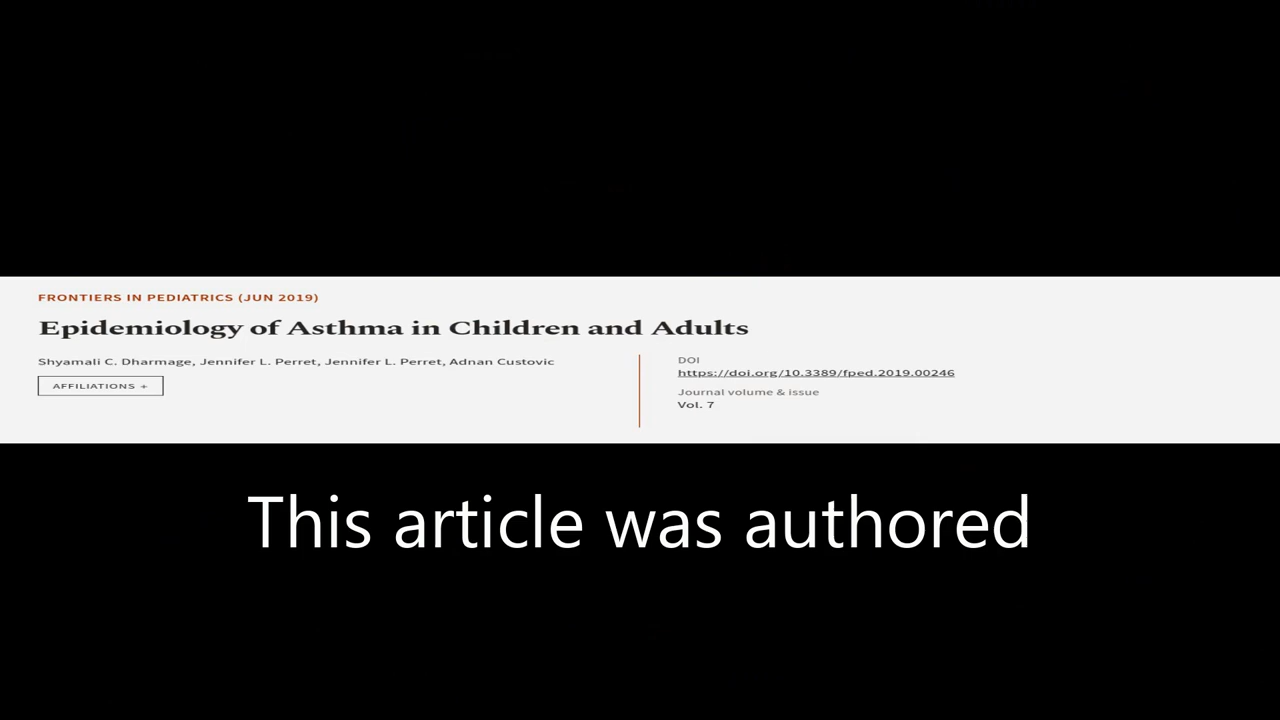 FRONTIERS IN PEDIATRICS (JUN 2019)
Epidemiology of Asthma in Children and Adults
Shyamali C. Dharmage, Jennifer L. Perret, Jennifer L. Perret, Adnan Custovic
AFFILIATIONS +
DOI
https://doi.org/10.3389/fped.2019.00246
Journal volume & issue
Vol. 7
This article was authored